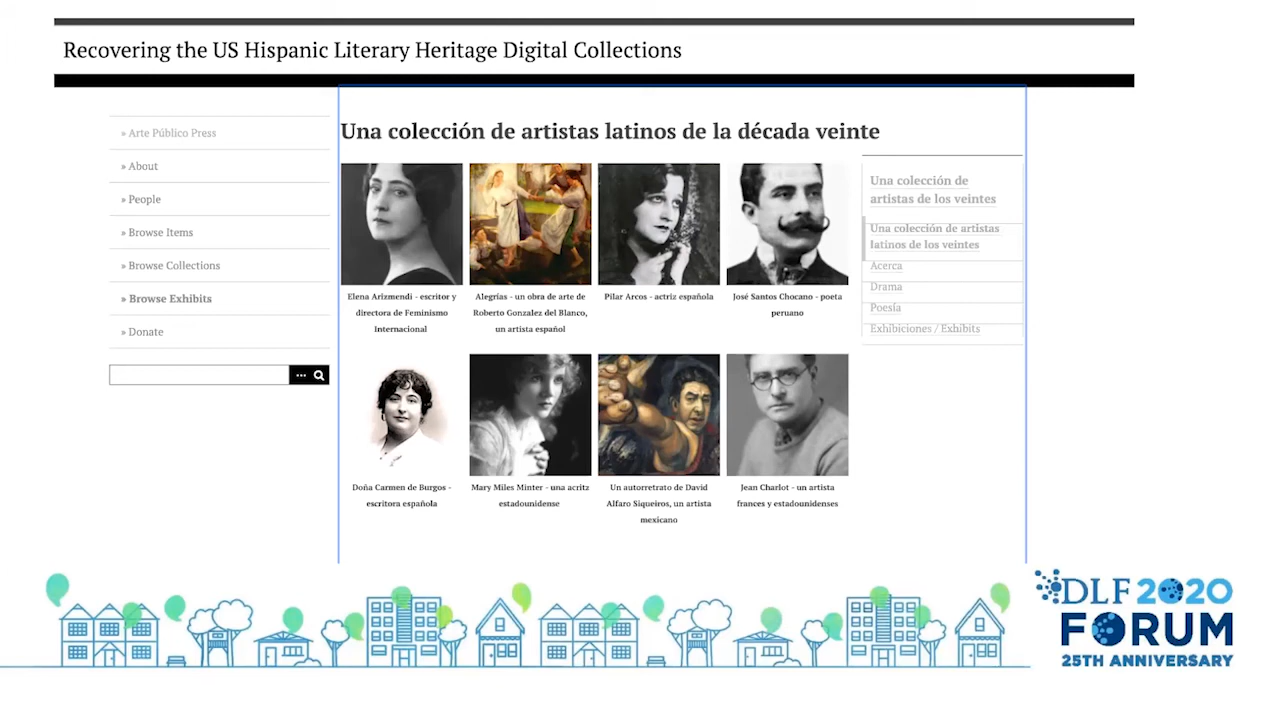 Recovering the US Hispanic Literary Heritage Digital Collections
» Arte Público Press
» About
» People
» Browse Items
» Browse Collections
» Browse Exhibits
» Donate
...
Una colección de artistas latinos de la década veinte
Elena Arizmendi - escritor y
directora de Feminismo
Internacional
Alegrías - un obra de arte de
Roberto Gonzalez del Blanco,
un artista español
Pilar Arcos - actriz española
José Santos Chocano - poeta
peruano
Doña Carmen de Burgos -
escritora española
Mary Miles Minter - una acritz
estadounidense
Un autorretrato de David
Alfaro Siqueiros, un artista
mexicano
Jean Charlot - un artista
frances y estadounidenses
Una colección de
artistas de los veintes
Una colección de artistas
latinos de los veintes
Acerca
Drama
Poesía
Exhibiciones / Exhibits
DLF 2020
FORUM
25TH ANNIVERSARY